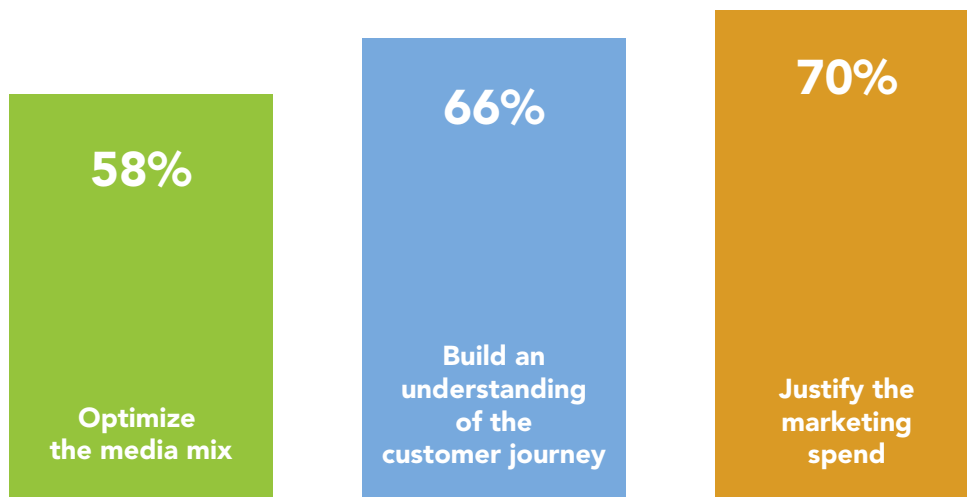 58%
Optimize
the media mix
66%
Build an
understanding
of the
customer journey
70%
Justify the
marketing
spend